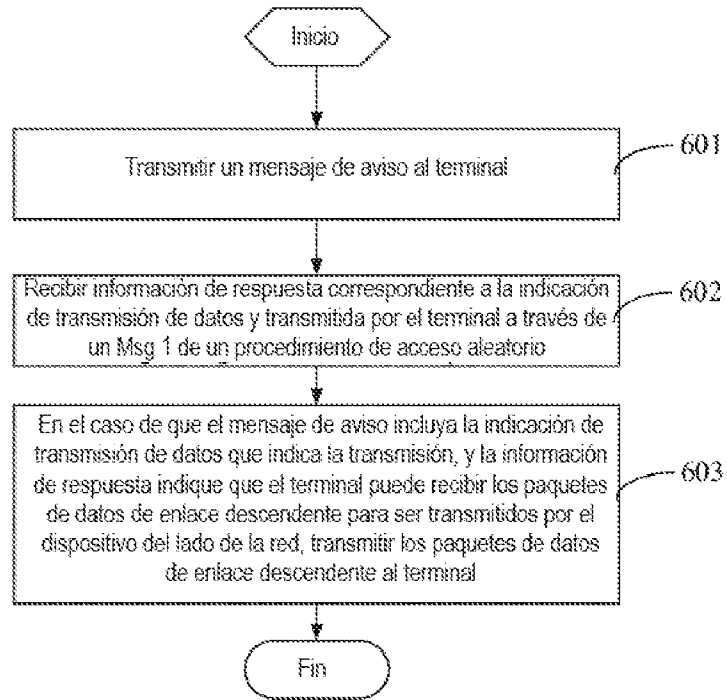 Inicio
Transmitir un mensaje de aviso al terminal
601
Recibir información de respuesta correspondiente a la indicación
de transmisión de datos y transmitida por el terminal a través de
un Msg 1 de un procedimiento de acceso aleatorio
602
En el caso de que el mensaje de aviso incluya la indicación de
transmisión de datos que indica la transmisión, y la información
de respuesta indique que el terminal puede recibir los paquetes
de datos de enlace descendente para ser transmitidos por el
dispositivo del lado de la red, transmitir los paquetes de datos
de enlace descendente al terminal
603
Fin